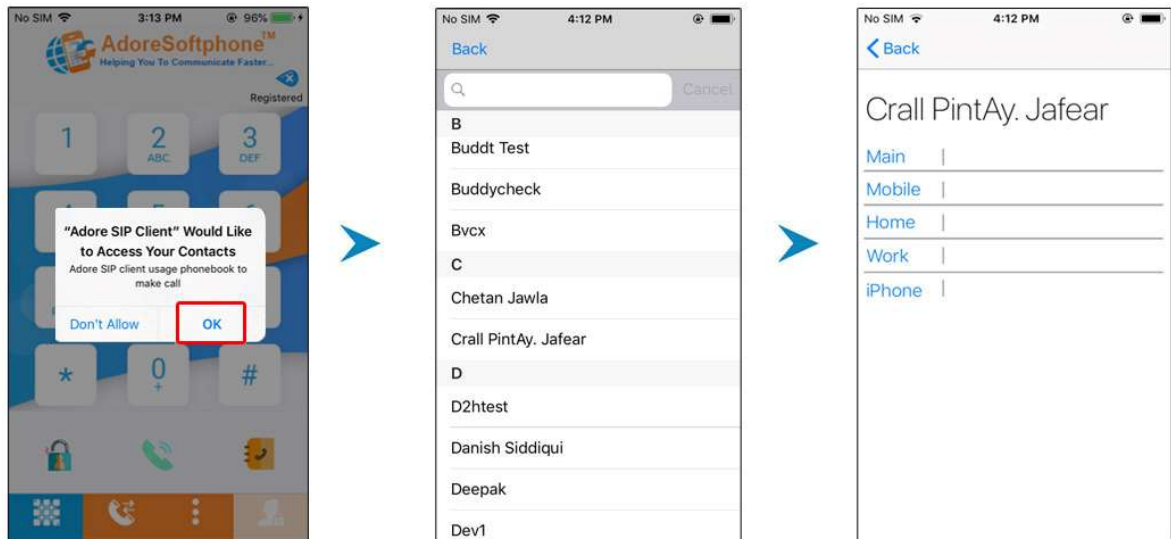 No SIM 3:13 PM 96%
AdoreSoftphone™
Helping You To Communicate Faster...
Registered
1 2 3
ABC DEF
"Adore SIP Client" Would Like
to Access Your Contacts
Adore SIP client usage phonebook to
make call
Don't Allow OK
* 0 #
+
No SIM 4:12 PM
Back
Cancel
B
Buddt Test
Buddycheck
Bvcx
C
Chetan Jawla
Crall PintAy. Jafear
D
D2htest
Danish Siddiqui
Deepak
Dev1
No SIM 4:12 PM
Back
Crall PintAy. Jafear
Main
Mobile
Home
Work
iPhone